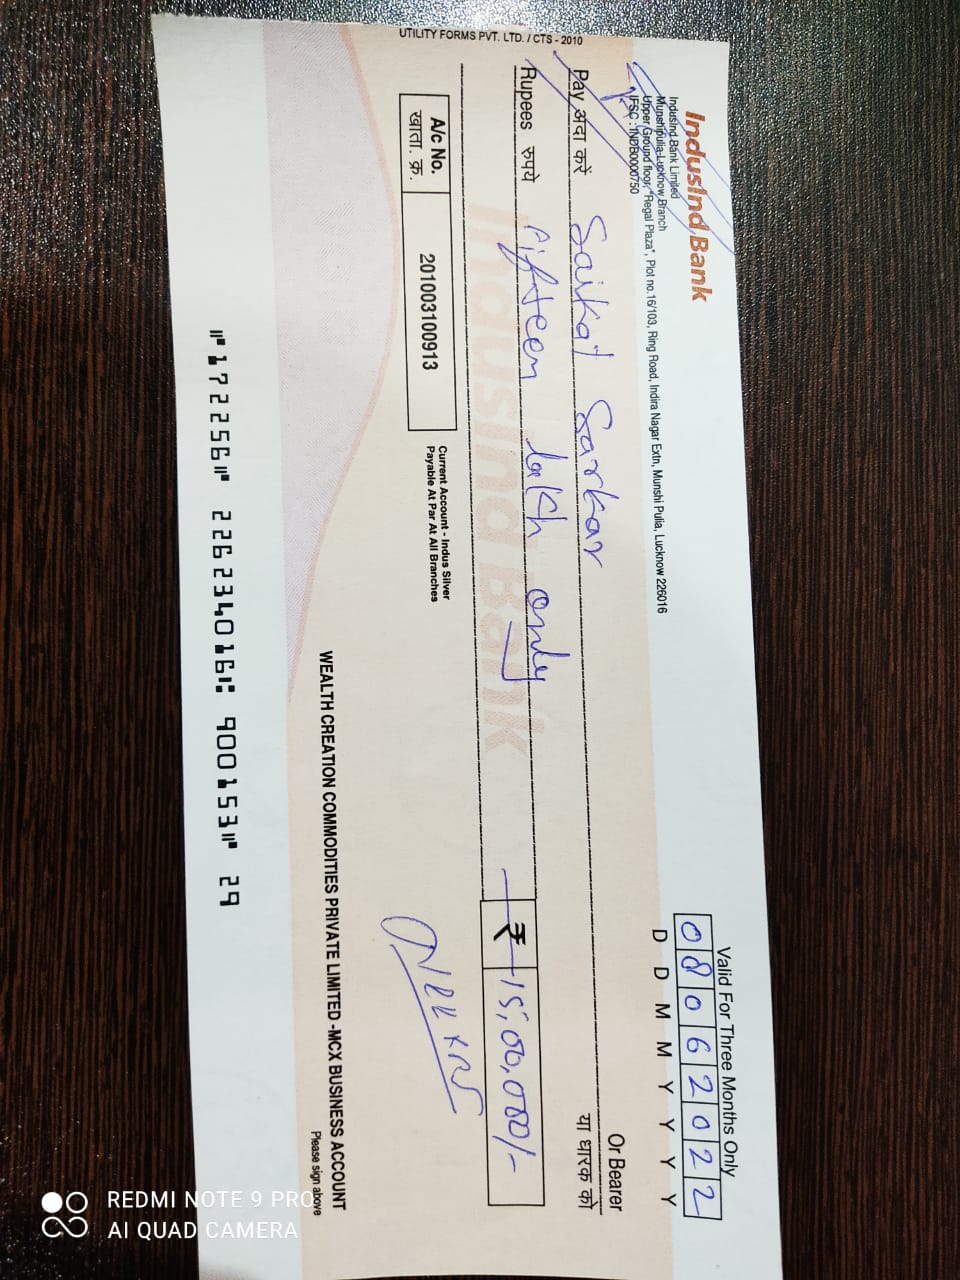 IndusInd Bank
IndusInd Bank Limited
Munshipulia-Lucknow Branch
Upper Ground floor, "Regal Plaza", Plot no.16/103, Ring Road, Indira Nagar Extn, Munshi Pulia, Lucknow 226016
IFSC : INDB0000750
Valid For Three Months Only
0 8 0 6 2 0 2 2
D D M M Y Y Y Y
Pay अदा करें Saikat Sarkar Or Bearer
या धारक को
Rupees रुपये Fifteen lakh only
₹ 15,00,000/-
IndusInd Bank
A/c No.
खाता. क्र.
201003100913
Current Account - Indus Silver
Payable At Par At All Branches
WEALTH CREATION COMMODITIES PRIVATE LIMITED -MCX BUSINESS ACCOUNT
Please sign above
⑈172256⑈ 226234016⑆ 900153⑈ 29
UTILITY FORMS PVT. LTD. / CTS - 2010
REDMI NOTE 9 PRO
AI QUAD CAMERA